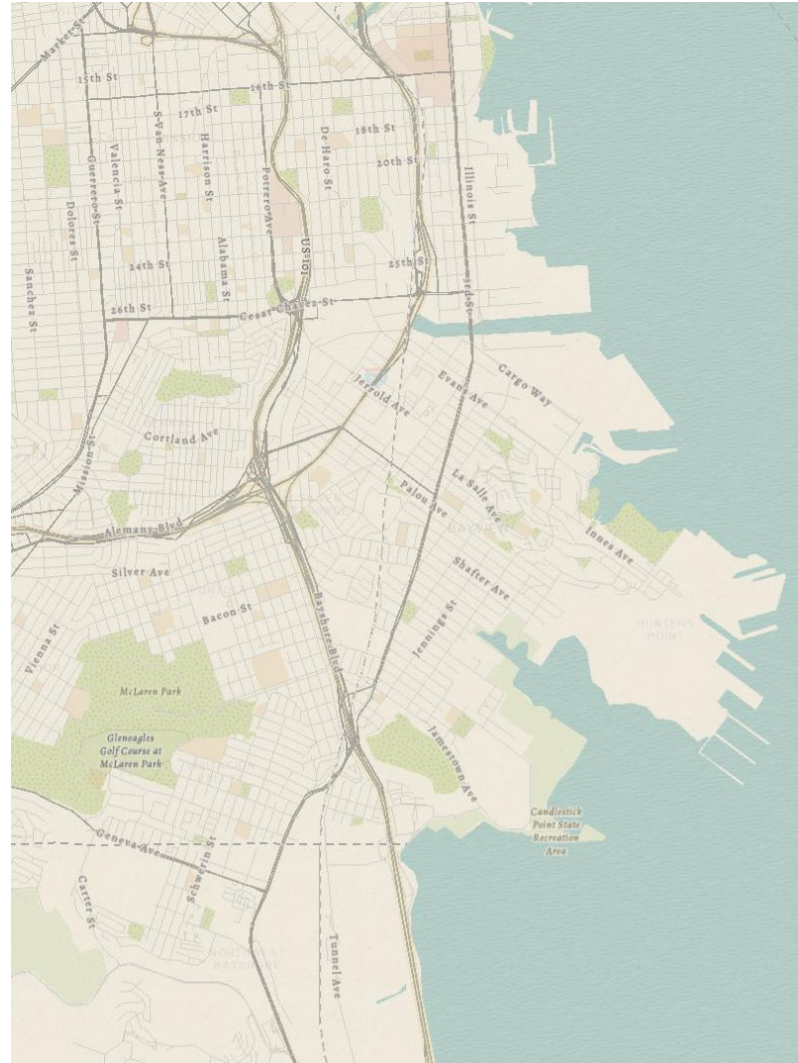 Market St
15th St
16th St
17th St
18th St
20th St
S Van Ness Ave
Harrison St
De Haro St
Valencia St
Guerrero St
Potrero Ave
Illinois St
Dolores St
Sanchez St
24th St
Alabama St
US-101
25th S
3rd St
26th St
Cesar Chavez St
Jerrold Ave
Evans Ave
Cargo Way
Cortland Ave
Mission St
Palou Ave
La Salle Ave
Innes Ave
Alemany Blvd
Silver Ave
Shafter Ave
Bacon St
Bayshore Blvd
Jennings St
HUNTERS
POINT
Vienna St
McLaren Park
Gleneagles
Golf Course at
McLaren Park
Jamestown Ave
Candlestick
Point State
Recreation
Area
Geneva Ave
Schwerin St
Carter St
NORTHWEST
BAYSHORE
Tunnel Ave